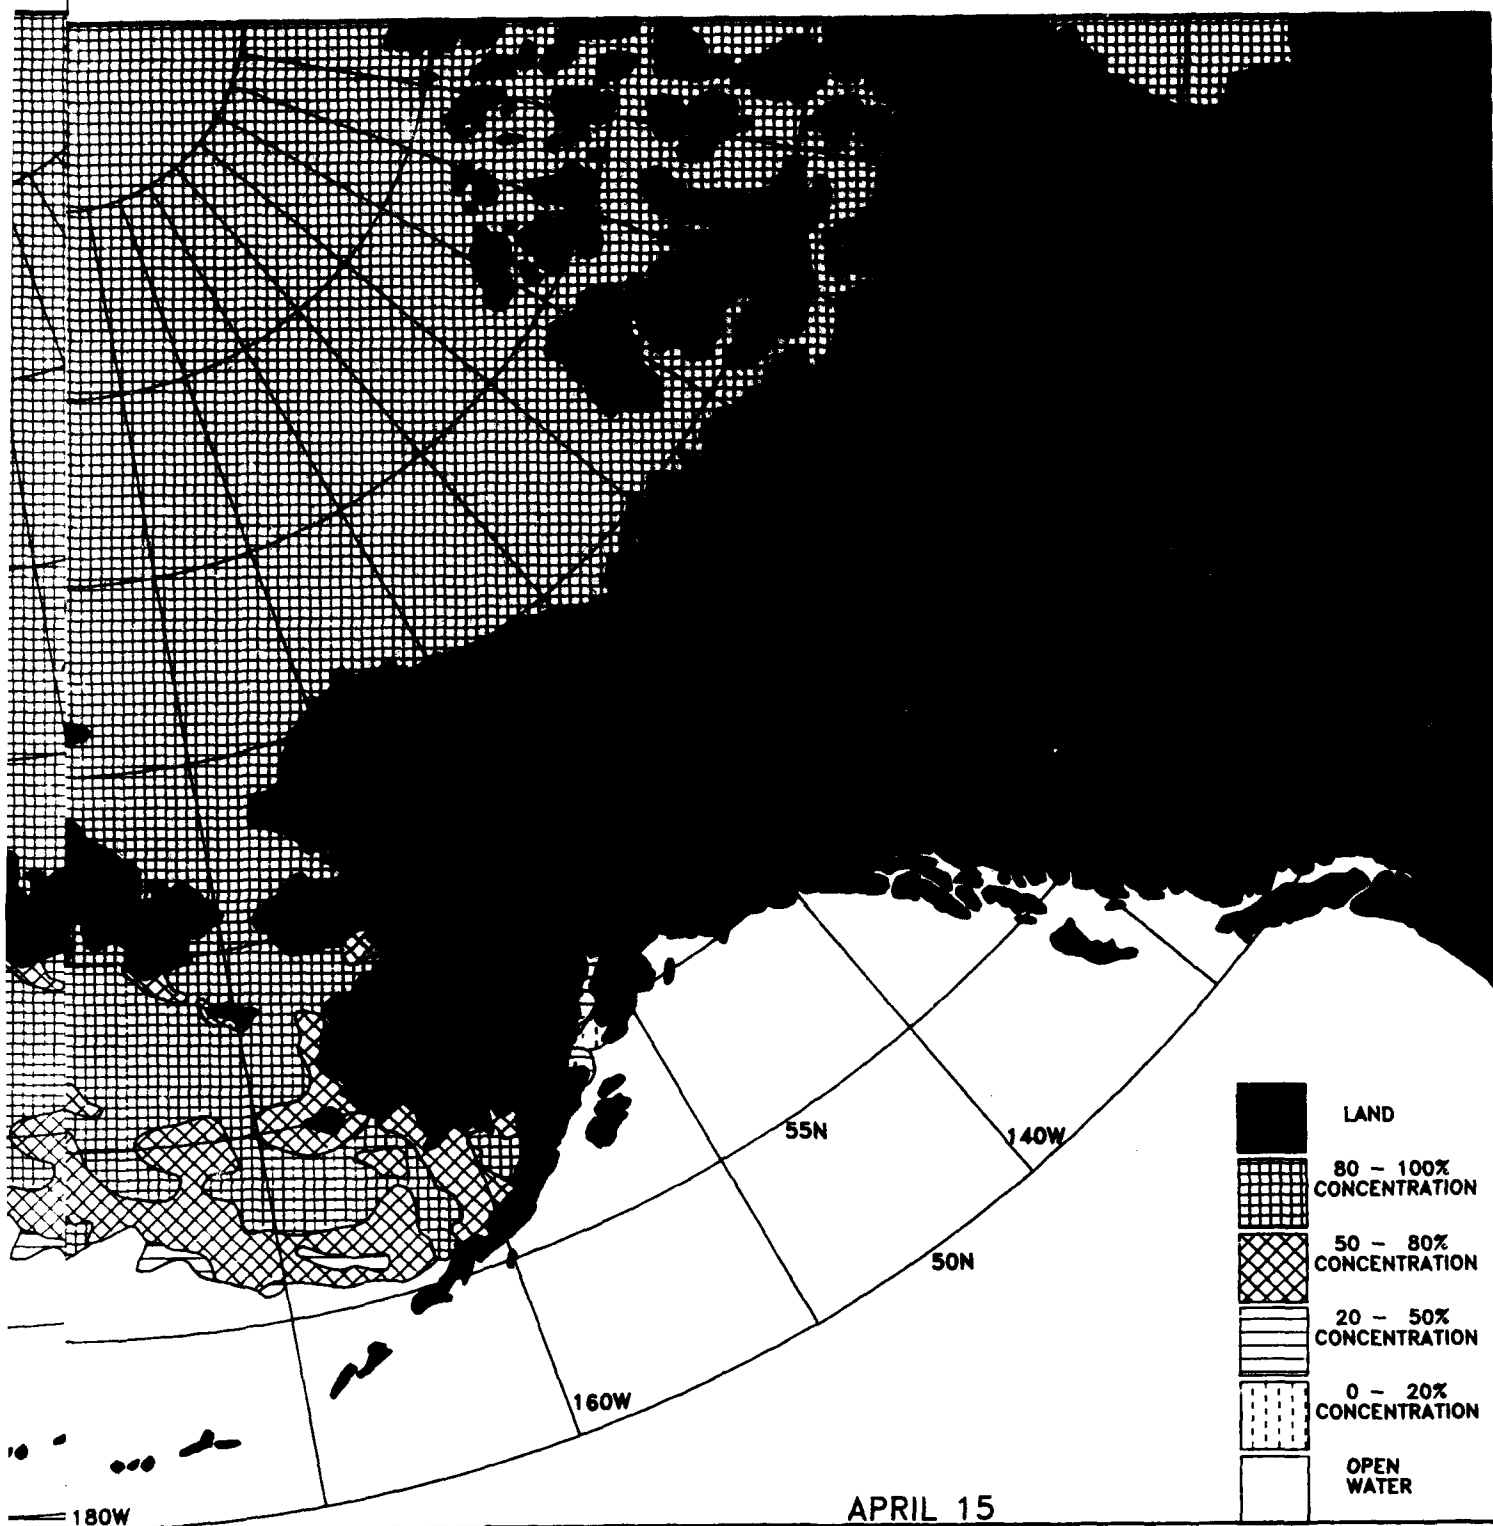 55N
140W
50N
160W
180W
APRIL 15
LAND
80 - 100%
CONCENTRATION
50 - 80%
CONCENTRATION
20 - 50%
CONCENTRATION
0 - 20%
CONCENTRATION
OPEN
WATER